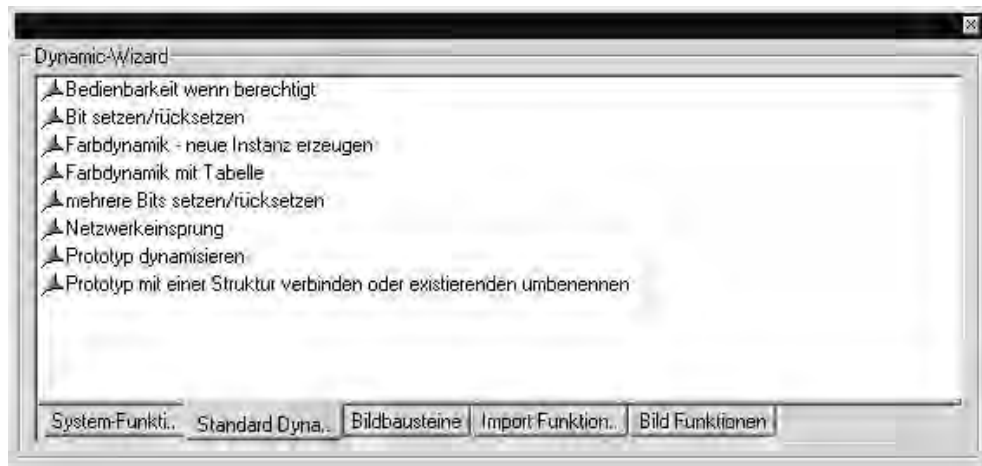 Dynamic-Wizard
Bedienbarkeit wenn berechtigt
Bit setzen/rücksetzen
Farbdynamik - neue Instanz erzeugen
Farbdynamik mit Tabelle
mehrere Bits setzen/rücksetzen
Netzwerkeinsprung
Prototyp dynamisieren
Prototyp mit einer Struktur verbinden oder existierenden umbenennen
System-Funkti.. Standard Dyna.. Bildbausteine Import Funktion.. Bild Funktionen